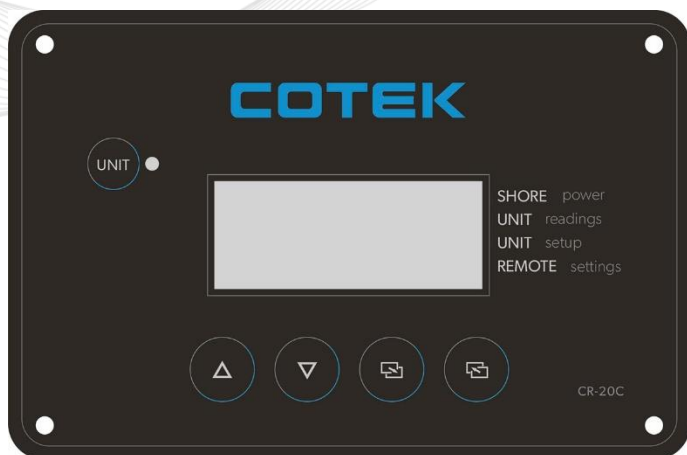 COTEK
UNIT
SHORE power
UNIT readings
UNIT setup
REMOTE settings
CR-20C